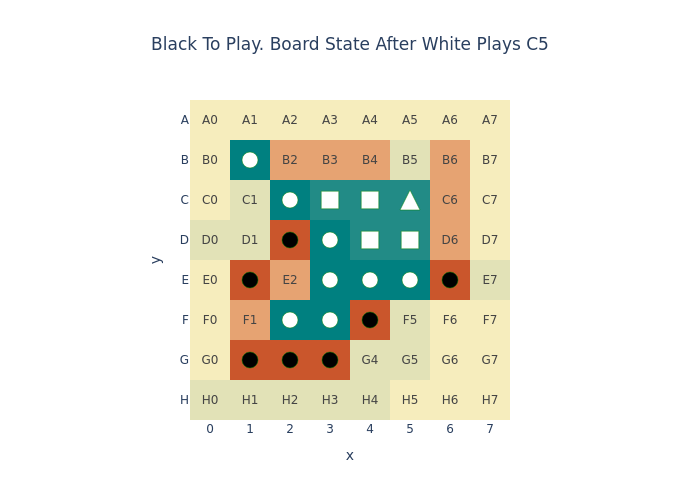 Black To Play. Board State After White Plays C5
A A0 A1 A2 A3 A4 A5 A6 A7
B B0 B2 B3 B4 B5 B6 B7
C C0 C1 C6 C7
D D0 D1 D6 D7
y
E E0 E2 E7
F F0 F1 F5 F6 F7
G G0 G4 G5 G6 G7
H H0 H1 H2 H3 H4 H5 H6 H7
0 1 2 3 4 5 6 7
x